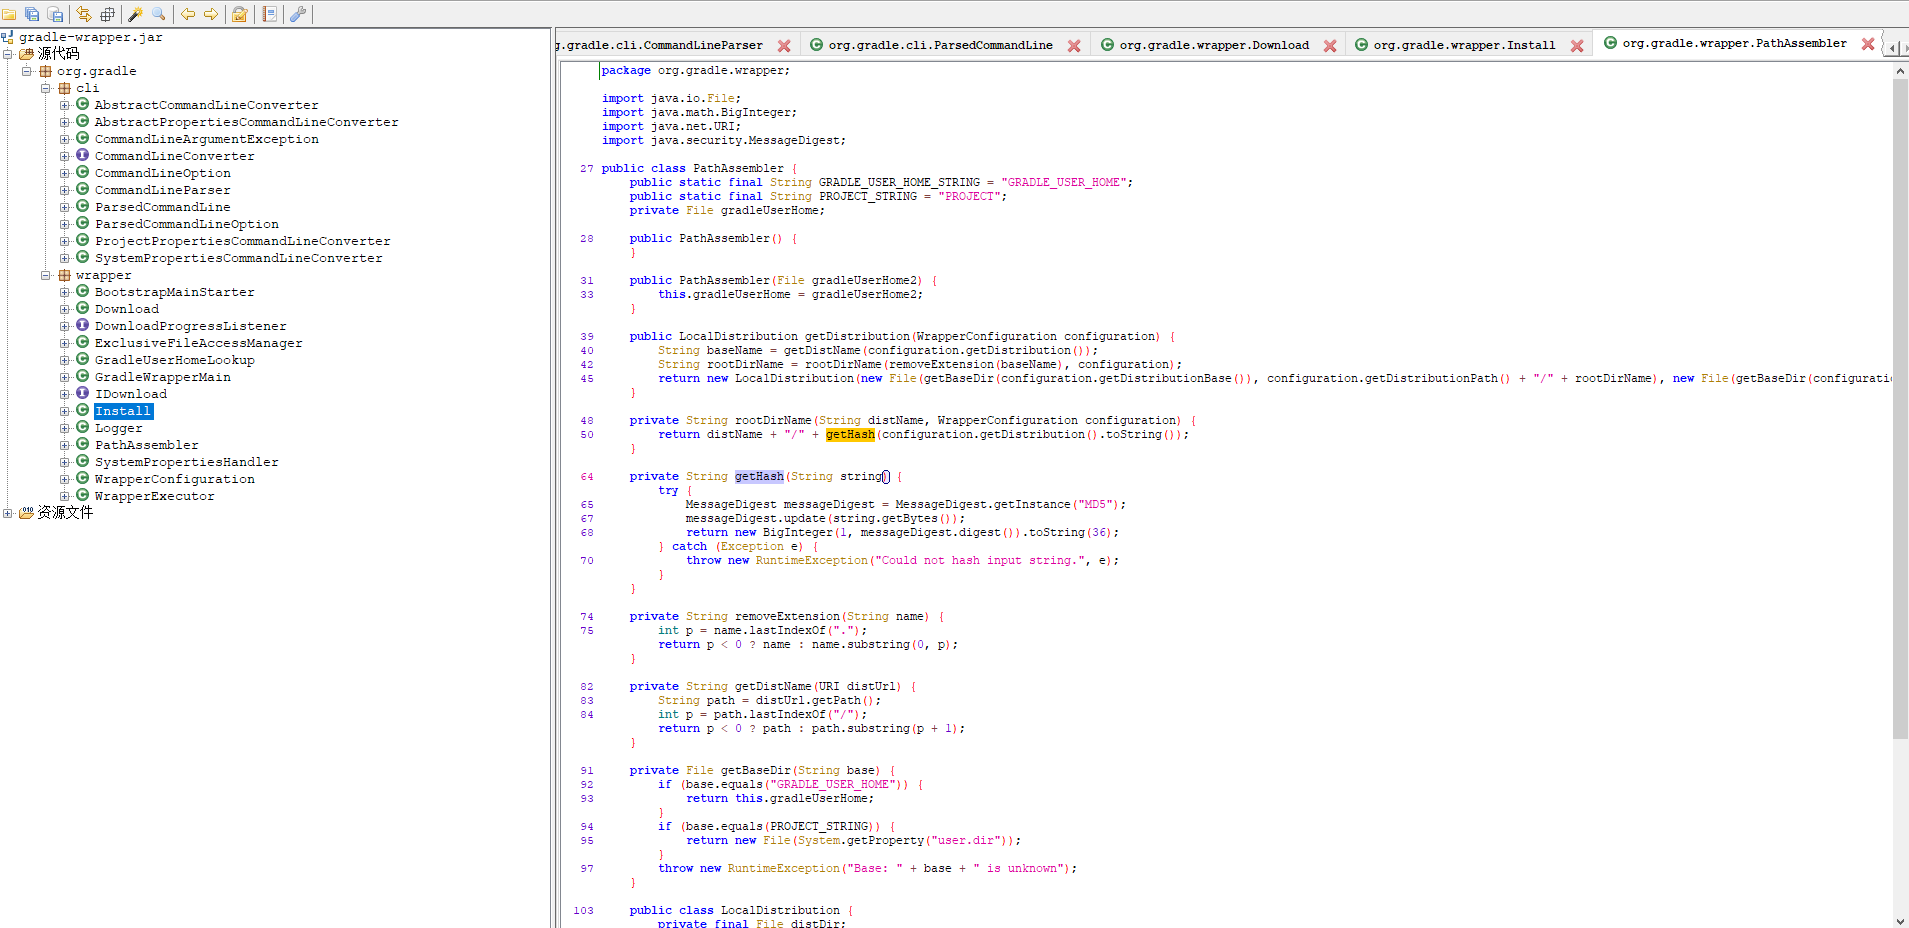 gradle-wrapper.jar
源代码
org.gradle
cli
AbstractCommandLineConverter
AbstractPropertiesCommandLineConverter
CommandLineArgumentException
CommandLineConverter
CommandLineOption
CommandLineParser
ParsedCommandLine
ParsedCommandLineOption
ProjectPropertiesCommandLineConverter
SystemPropertiesCommandLineConverter
wrapper
BootstrapMainStarter
Download
DownloadProgressListener
ExclusiveFileAccessManager
GradleUserHomeLookup
GradleWrapperMain
IDownload
Install
Logger
PathAssembler
SystemPropertiesHandler
WrapperConfiguration
WrapperExecutor
资源文件
g.gradle.cli.CommandLineParser org.gradle.cli.ParsedCommandLine org.gradle.wrapper.Download org.gradle.wrapper.Install org.gradle.wrapper.PathAssembler
package org.gradle.wrapper;
import java.io.File;
import java.math.BigInteger;
import java.net.URI;
import java.security.MessageDigest;
27 public class PathAssembler {
public static final String GRADLE_USER_HOME_STRING = "GRADLE_USER_HOME";
public static final String PROJECT_STRING = "PROJECT";
private File gradleUserHome;
28 public PathAssembler() {
}
31 public PathAssembler(File gradleUserHome2) {
33 this.gradleUserHome = gradleUserHome2;
}
39 public LocalDistribution getDistribution(WrapperConfiguration configuration) {
40 String baseName = getDistName(configuration.getDistribution());
42 String rootDirName = rootDirName(removeExtension(baseName), configuration);
45 return new LocalDistribution(new File(getBaseDir(configuration.getDistributionBase()), configuration.getDistributionPath() + "/" + rootDirName), new File(getBaseDir(configurati
}
48 private String rootDirName(String distName, WrapperConfiguration configuration) {
50 return distName + "/" + getHash(configuration.getDistribution().toString());
}
64 private String getHash(String string) {
try {
65 MessageDigest messageDigest = MessageDigest.getInstance("MD5");
67 messageDigest.update(string.getBytes());
68 return new BigInteger(1, messageDigest.digest()).toString(36);
} catch (Exception e) {
70 throw new RuntimeException("Could not hash input string.", e);
}
}
74 private String removeExtension(String name) {
75 int p = name.lastIndexOf(".");
return p < 0 ? name : name.substring(0, p);
}
82 private String getDistName(URI distUrl) {
83 String path = distUrl.getPath();
84 int p = path.lastIndexOf("/");
return p < 0 ? path : path.substring(p + 1);
}
91 private File getBaseDir(String base) {
92 if (base.equals("GRADLE_USER_HOME")) {
93 return this.gradleUserHome;
}
94 if (base.equals(PROJECT_STRING)) {
95 return new File(System.getProperty("user.dir"));
}
97 throw new RuntimeException("Base: " + base + " is unknown");
}
103 public class LocalDistribution {
private final File distDir;